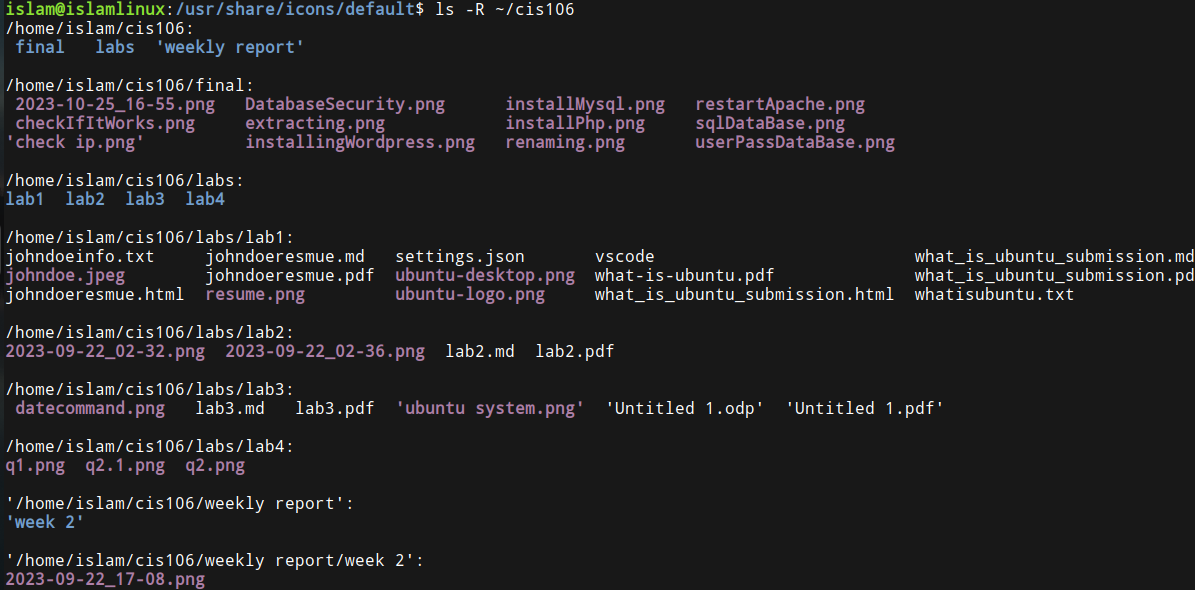 islam@islamlinux:/usr/share/icons/default$ ls -R ~/cis106
/home/islam/cis106:
 final   labs  'weekly report'
/home/islam/cis106/final:
 2023-10-25_16-55.png   DatabaseSecurity.png      installMysql.png   restartApache.png
 checkIfItWorks.png     extracting.png            installPhp.png     sqlDataBase.png
'check ip.png'          installingWordpress.png   renaming.png       userPassDataBase.png
/home/islam/cis106/labs:
lab1  lab2  lab3  lab4
/home/islam/cis106/labs/lab1:
johndoeinfo.txt     johndoeresmue.md   settings.json       vscode                          what_is_ubuntu_submission.md
johndoe.jpeg        johndoeresmue.pdf  ubuntu-desktop.png  what-is-ubuntu.pdf              what_is_ubuntu_submission.pd
johndoeresmue.html  resume.png         ubuntu-logo.png     what_is_ubuntu_submission.html  whatisubuntu.txt
/home/islam/cis106/labs/lab2:
2023-09-22_02-32.png  2023-09-22_02-36.png  lab2.md  lab2.pdf
/home/islam/cis106/labs/lab3:
 datecommand.png   lab3.md   lab3.pdf  'ubuntu system.png'  'Untitled 1.odp'  'Untitled 1.pdf'
/home/islam/cis106/labs/lab4:
q1.png  q2.1.png  q2.png
'/home/islam/cis106/weekly report':
'week 2'
'/home/islam/cis106/weekly report/week 2':
2023-09-22_17-08.png